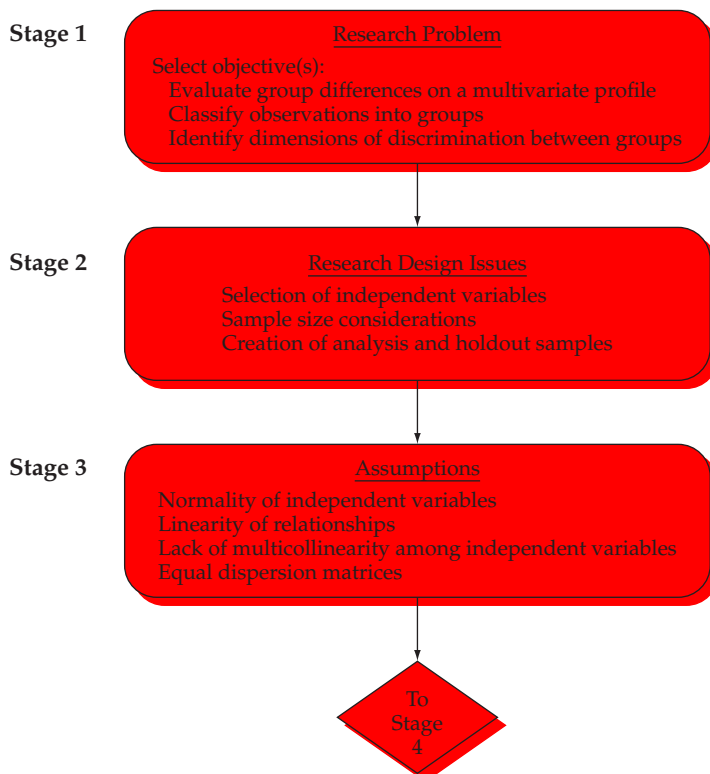 Stage 1
Research Problem
Select objective(s):
Evaluate group differences on a multivariate profile
Classify observations into groups
Identify dimensions of discrimination between groups
Stage 2
Research Design Issues
Selection of independent variables
Sample size considerations
Creation of analysis and holdout samples
Stage 3
Assumptions
Normality of independent variables
Linearity of relationships
Lack of multicollinearity among independent variables
Equal dispersion matrices
To
Stage
4